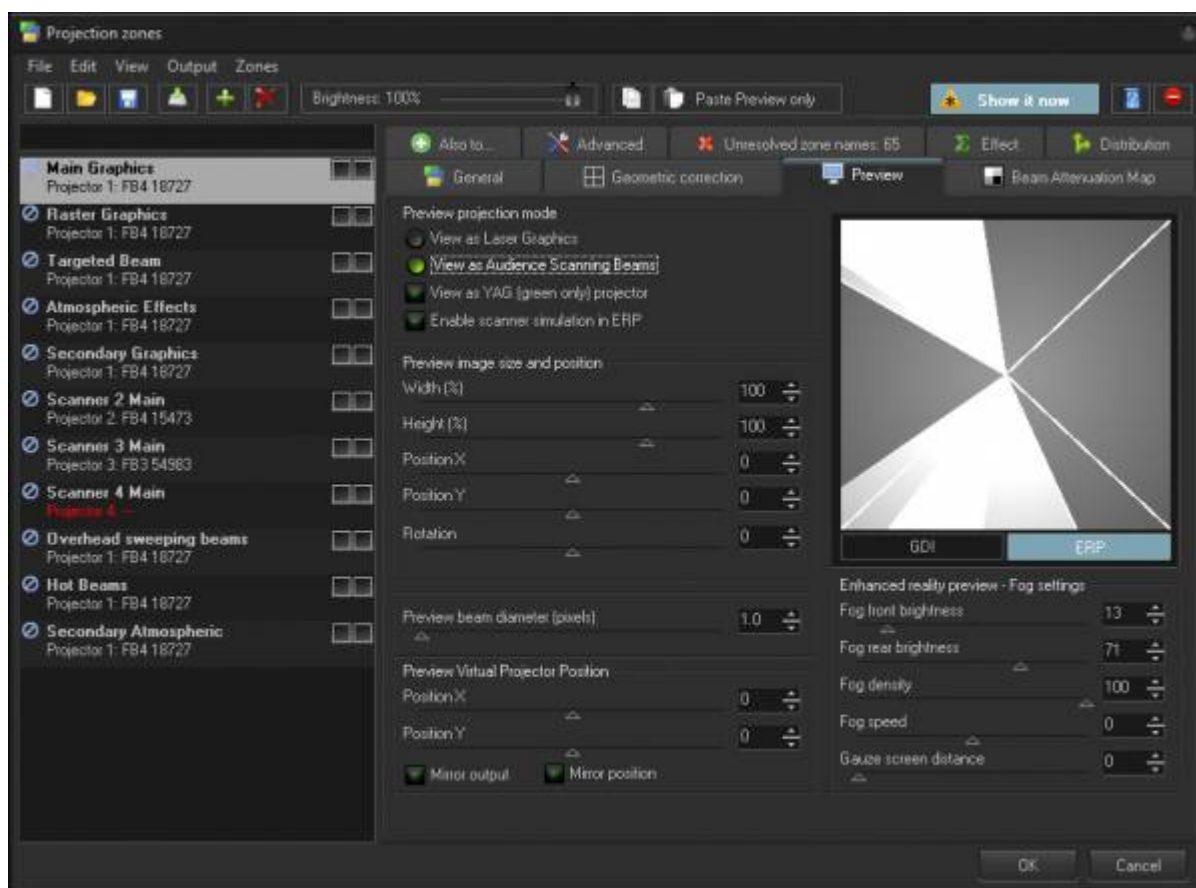 Projection zones
File Edit View Output Zones
Brightness: 100%
Paste Preview only
Show it now
Also to...
Advanced
Unresolved zone names: 65
Effect
Distribution
General
Geometric correction
Preview
Beam Attenuation Map
Main Graphics
Projector 1: FB4 18727
Raster Graphics
Projector 1: FB4 18727
Targeted Beam
Projector 1: FB4 18727
Atmospheric Effects
Projector 1: FB4 18727
Secondary Graphics
Projector 1: FB4 18727
Scanner 2 Main
Projector 2: FB4 15473
Scanner 3 Main
Projector 3: FB3 54983
Scanner 4 Main
Projector 4: --
Overhead sweeping beams
Projector 1: FB4 18727
Hot Beams
Projector 1: FB4 18727
Secondary Atmospheric
Projector 1: FB4 18727
Preview projection mode
View as Laser Graphics
View as Audience Scanning Beams
View as YAG (green only) projector
Enable scanner simulation in ERP
Preview image size and position
Width (%) 100
Height (%) 100
Position X 0
Position Y 0
Rotation 0
Preview beam diameter (pixels) 1.0
Preview Virtual Projector Position
Position X 0
Position Y 0
Mirror output
Mirror position
GDI
ERP
Enhanced reality preview - Fog settings
Fog front brightness 13
Fog rear brightness 71
Fog density 100
Fog speed 0
Gauze screen distance 0
OK
Cancel